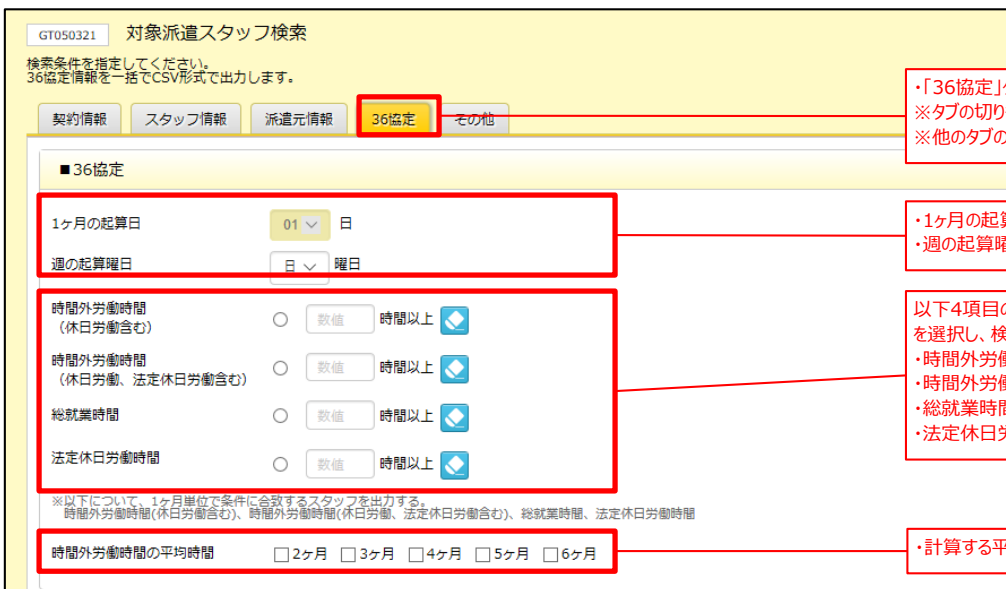 GT050321 対象派遣スタッフ検索
検索条件を指定してください。
36協定情報を一括でCSV形式で出力します。
契約情報 スタッフ情報 派遣元情報 36協定 その他
・「36協定」
※タブの切り
※他のタブの
■36協定
1ヶ月の起算日 01 日
週の起算曜日 日 曜日
・1ヶ月の起算
・週の起算曜
時間外労働時間
（休日労働含む） 数値 時間以上
時間外労働時間
（休日労働、法定休日労働含む） 数値 時間以上
総就業時間 数値 時間以上
法定休日労働時間 数値 時間以上
以下4項目の
を選択し、検
・時間外労働
・時間外労働
・総就業時間
・法定休日労
※以下について、1ヶ月単位で条件に合致するスタッフを出力する。
時間外労働時間(休日労働含む)、時間外労働時間(休日労働、法定休日労働含む)、総就業時間、法定休日労働時間
時間外労働時間の平均時間 2ヶ月 3ヶ月 4ヶ月 5ヶ月 6ヶ月
・計算する平